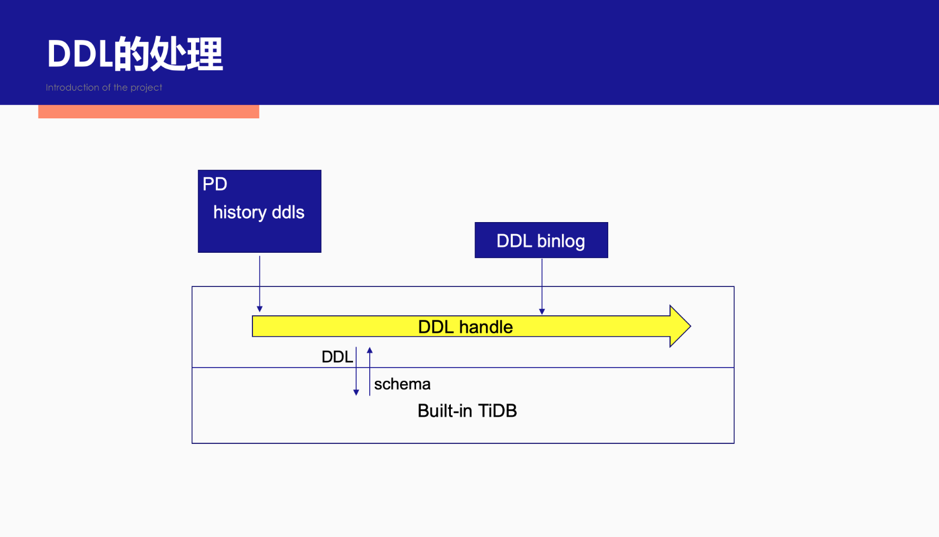 DDL的处理
Introduction of the project
PD
history ddls
DDL binlog
DDL handle
DDL
schema
Built-in TiDB